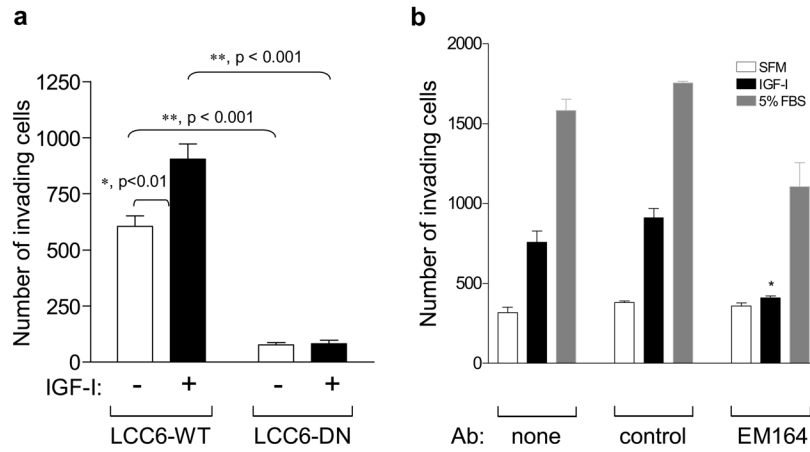 a
Number of invading cells
1250
1000
750
500
250
0
**, p < 0.001
**, p < 0.001
*, p<0.01
IGF-I: - + - +
LCC6-WT LCC6-DN
b
Number of invading cells
2000
1500
1000
500
0
SFM
IGF-I
5% FBS
*
Ab: none control EM164